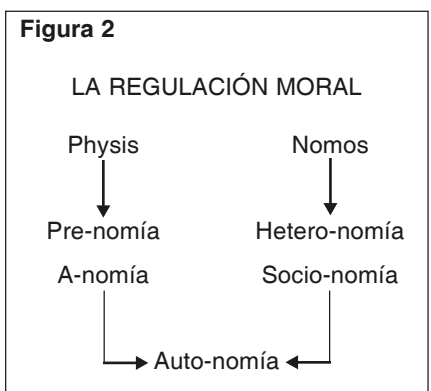 Figura 2
LA REGULACIÓN MORAL
Physis Nomos
Pre-nomía Hetero-nomía
A-nomía Socio-nomía
Auto-nomía